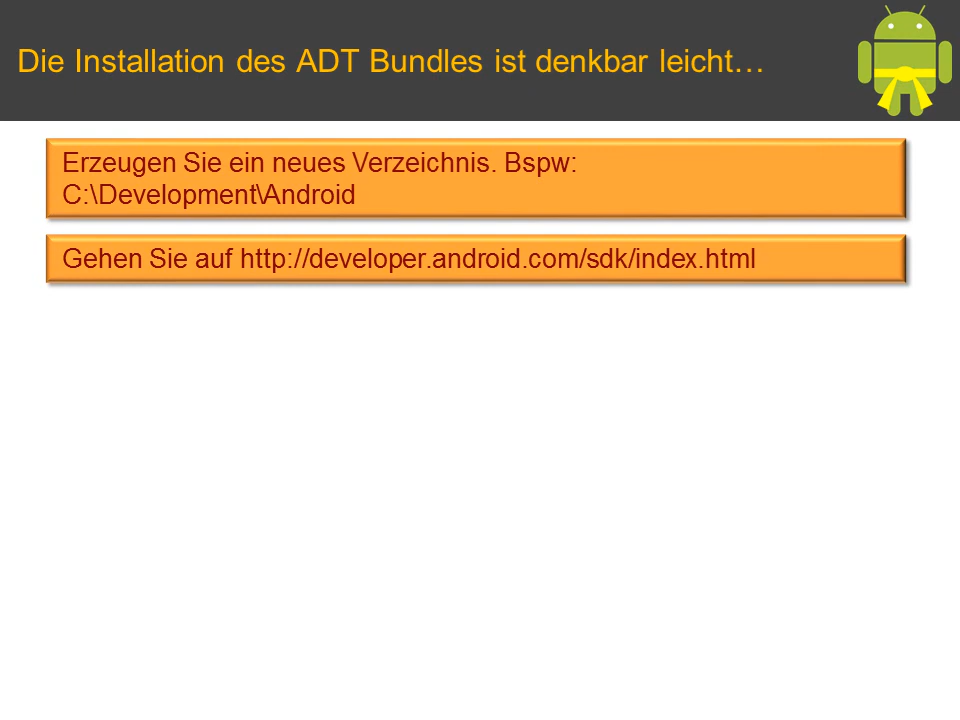 Die Installation des ADT Bundles ist denkbar leicht…
Erzeugen Sie ein neues Verzeichnis. Bspw:
C:\Development\Android
Gehen Sie auf http://developer.android.com/sdk/index.html